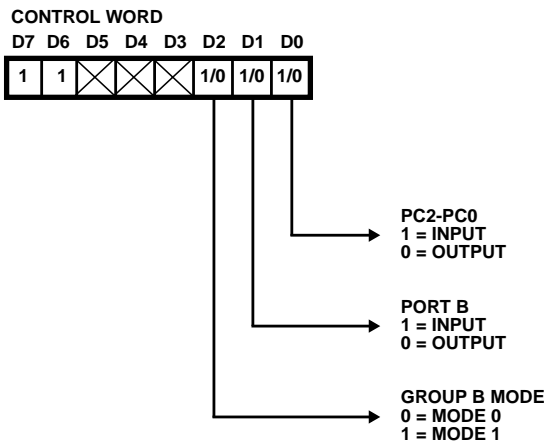 CONTROL WORD
D7 D6 D5 D4 D3 D2 D1 D0
1 1 1/0 1/0 1/0
PC2-PC0
1 = INPUT
0 = OUTPUT
PORT B
1 = INPUT
0 = OUTPUT
GROUP B MODE
0 = MODE 0
1 = MODE 1